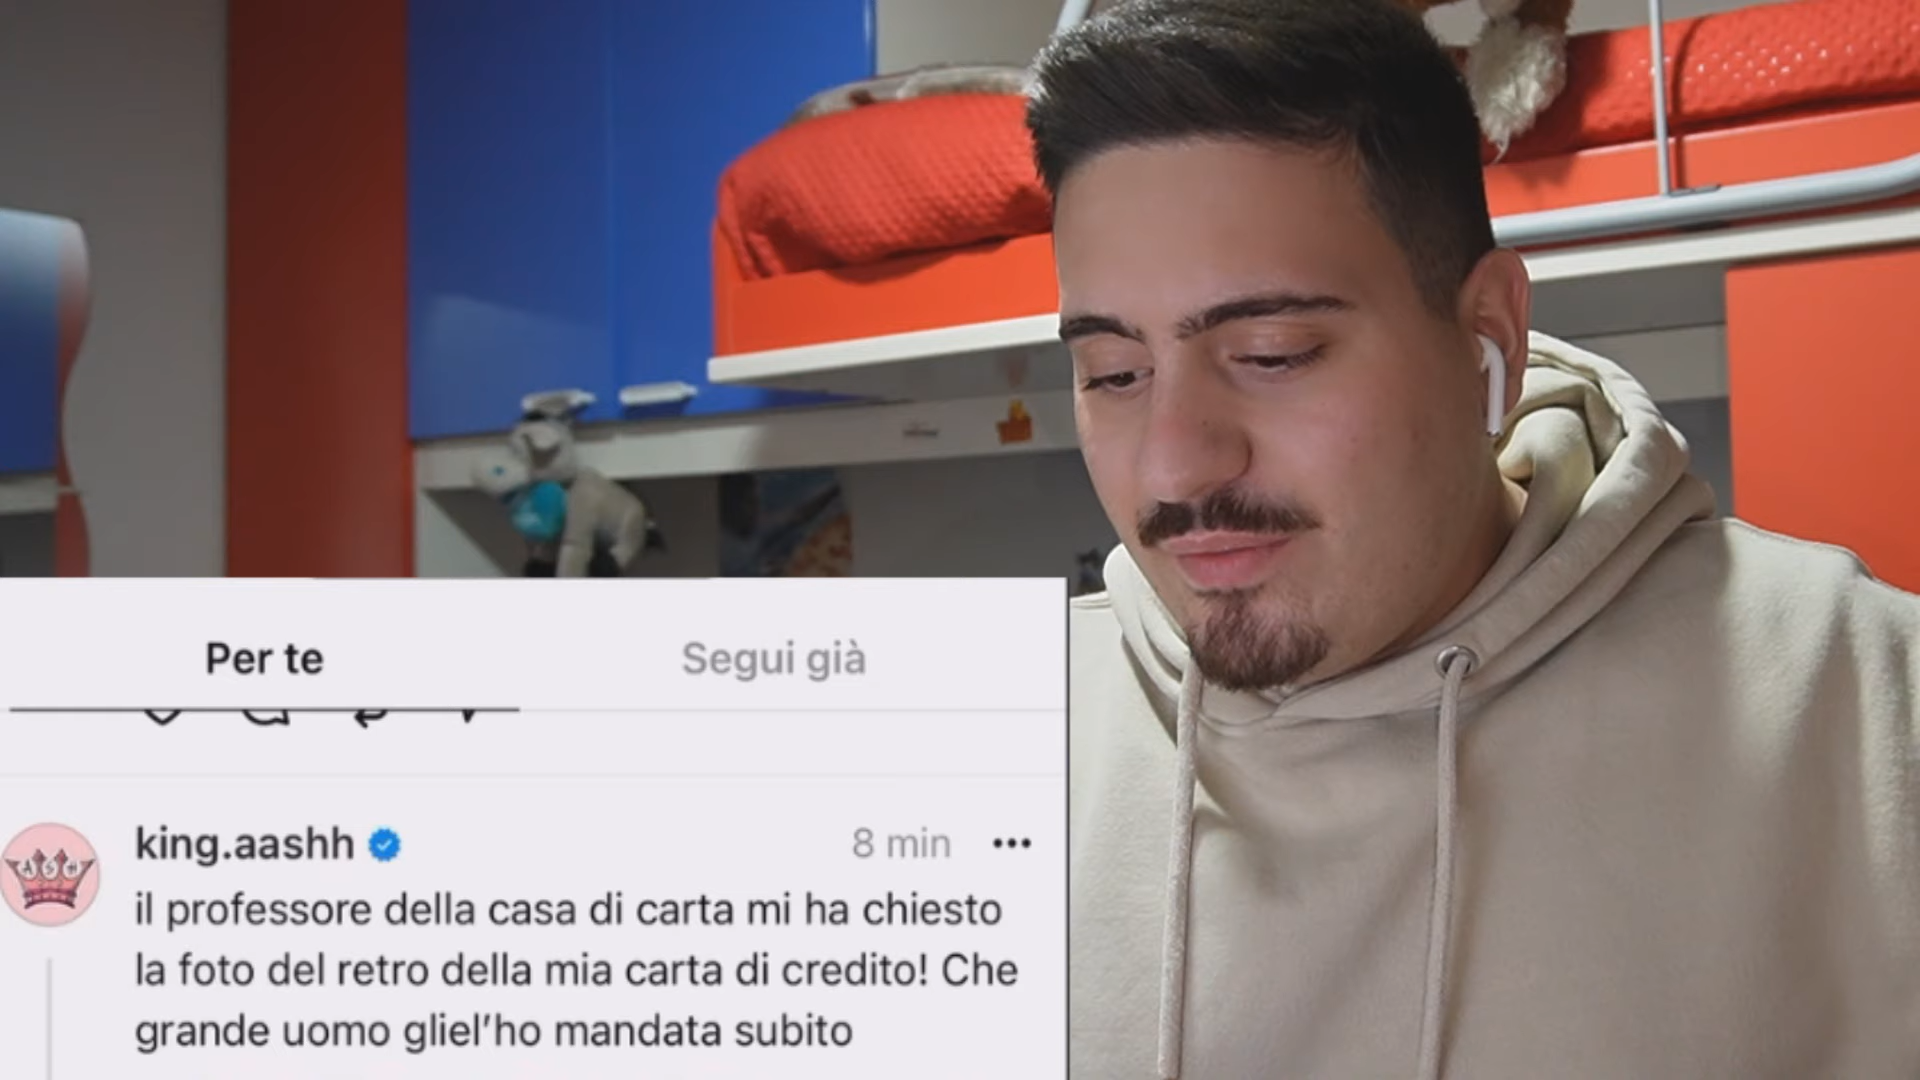 Per te
Segui già
king.aashh
8 min
ASH
il professore della casa di carta mi ha chiesto
la foto del retro della mia carta di credito! Che
grande uomo gliel’ho mandata subito